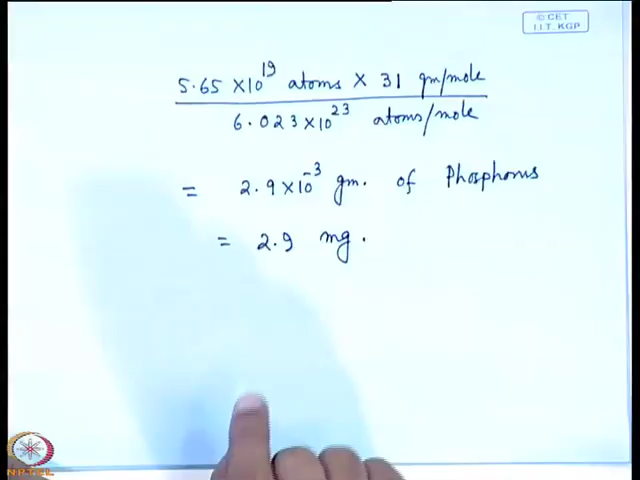 © CET
I.I.T. KGP
5.65 ×10^19 atoms × 31 gm/mole
6.023×10^23 atoms/mole
= 2.9×10^-3 gm. of Phosphorus
= 2.9 mg.
NPTEL